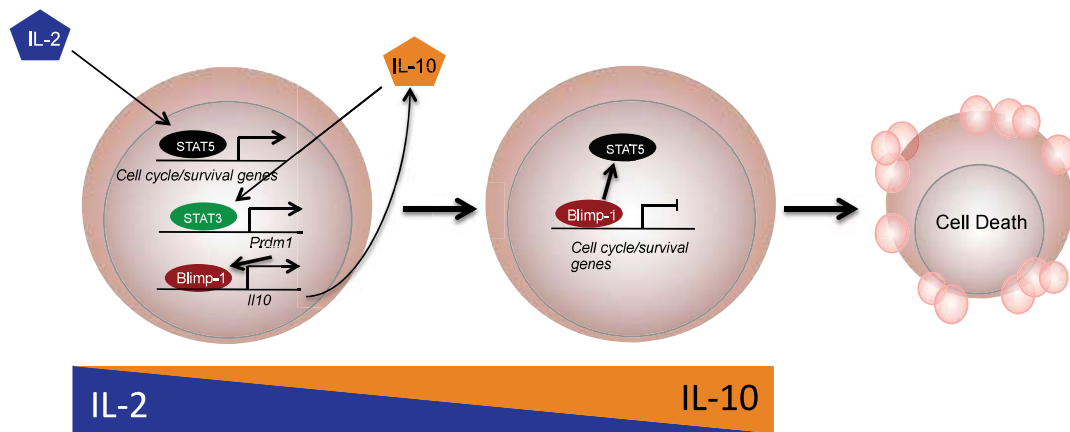 IL-2
IL-10
STAT5
Cell cycle/survival genes
STAT3
Prdm1
Blimp-1
Il10
STAT5
Blimp-1
Cell cycle/survival
genes
Cell Death
IL-2
IL-10